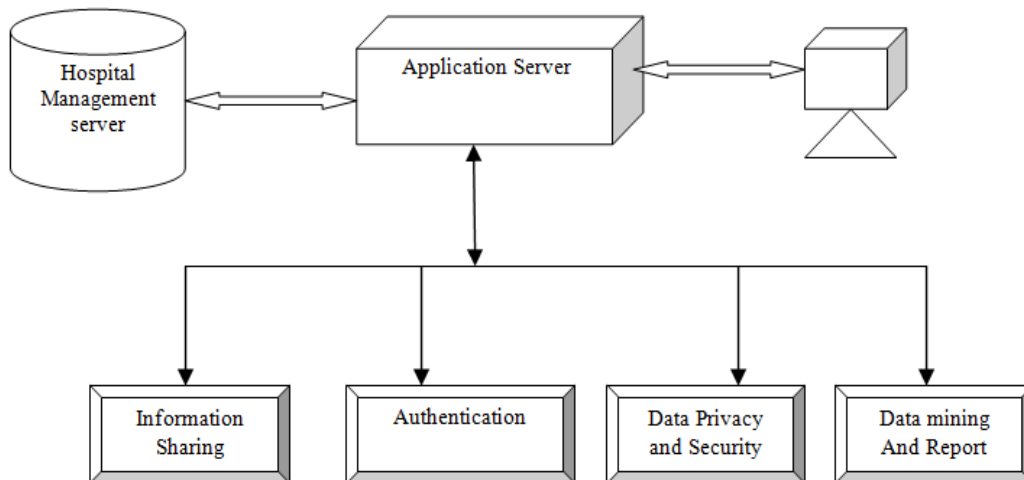 Hospital
Management
server
Application Server
Information
Sharing
Authentication
Data Privacy
and Security
Data mining
And Report